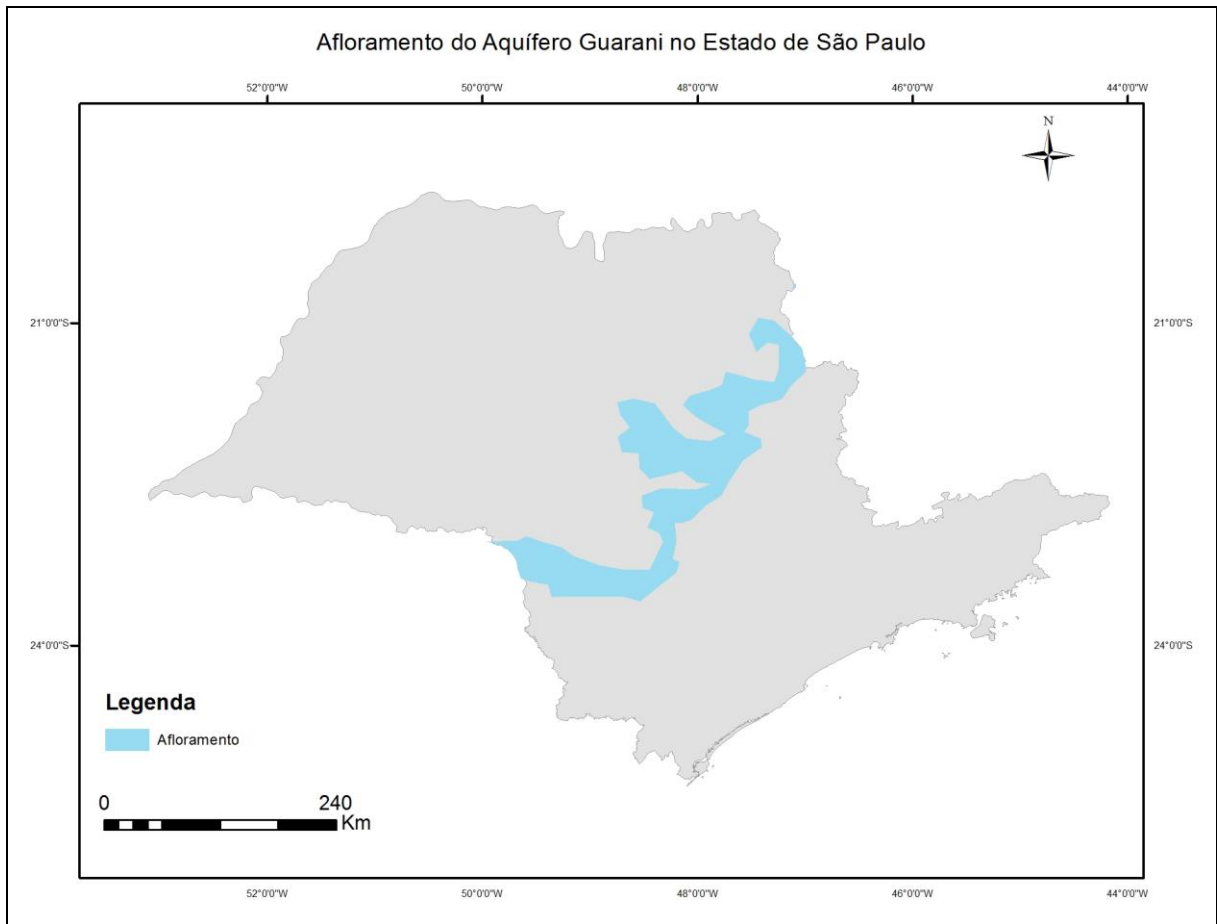 Afloramento do Aquífero Guarani no Estado de São Paulo
52°0'0"W 50°0'0"W 48°0'0"W 46°0'0"W 44°0'0"W
N
21°0'0"S 21°0'0"S
24°0'0"S 24°0'0"S
Legenda
Afloramento
0 240
Km
52°0'0"W 50°0'0"W 48°0'0"W 46°0'0"W 44°0'0"W